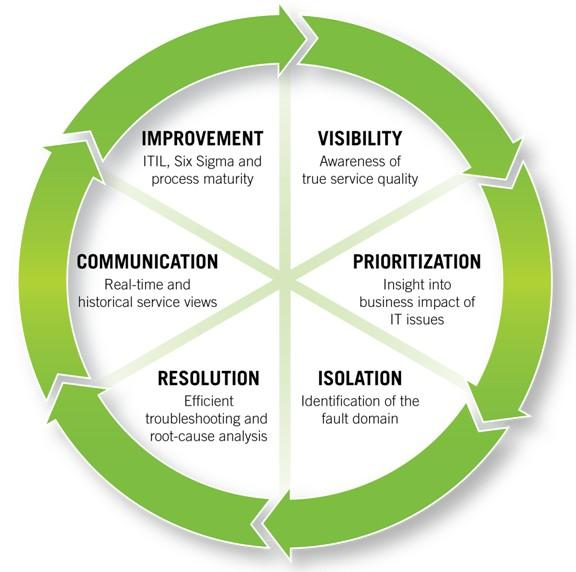 IMPROVEMENT
ITIL, Six Sigma and
process maturity
VISIBILITY
Awareness of
true service quality
COMMUNICATION
Real-time and
historical service views
PRIORITIZATION
Insight into
business impact of
IT issues
RESOLUTION
Efficient
troubleshooting and
root-cause analysis
ISOLATION
Identification of the
fault domain